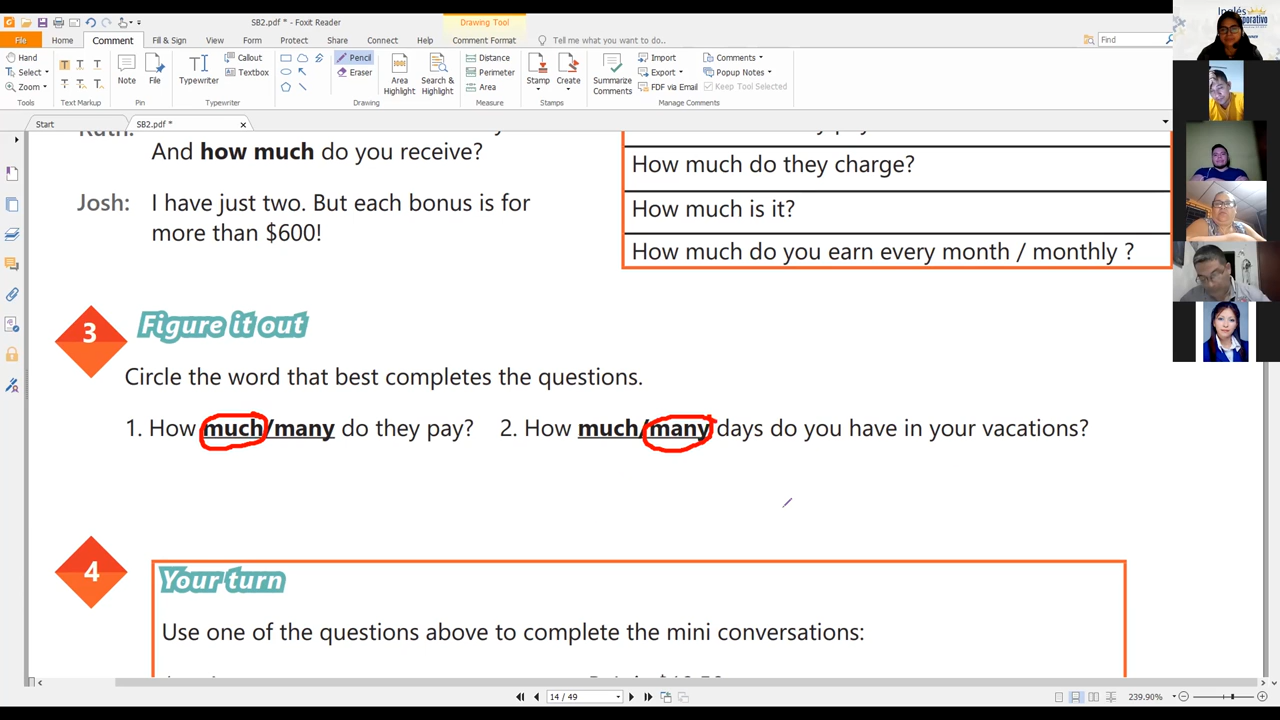 SB2.pdf * - Foxit Reader
Drawing Tool
File Home Comment Fill & Sign View Form Protect Share Connect Help Comment Format Tell me what you want to do..
Find
Hand
Select
Zoom
Tools
Text Markup
Note
File
Pin
Typewriter
Callout
Textbox
Typewriter
Pencil
Eraser
Drawing
Area Highlight
Search & Highlight
Distance
Perimeter
Area
Measure
Stamp
Create
Stamps
Summarize Comments
Import
Export
FDF via Email
Comments
Popup Notes
Keep Tool Selected
Manage Comments
Start
SB2.pdf *
And how much do you receive?
Josh: I have just two. But each bonus is for
more than $600!
How much do they charge?
How much is it?
How much do you earn every month / monthly ?
3
Figure it out
Circle the word that best completes the questions.
1. How much/many do they pay? 2. How much/many days do you have in your vacations?
4
Your turn
Use one of the questions above to complete the mini conversations:
14 / 49
239.90%
Inglés